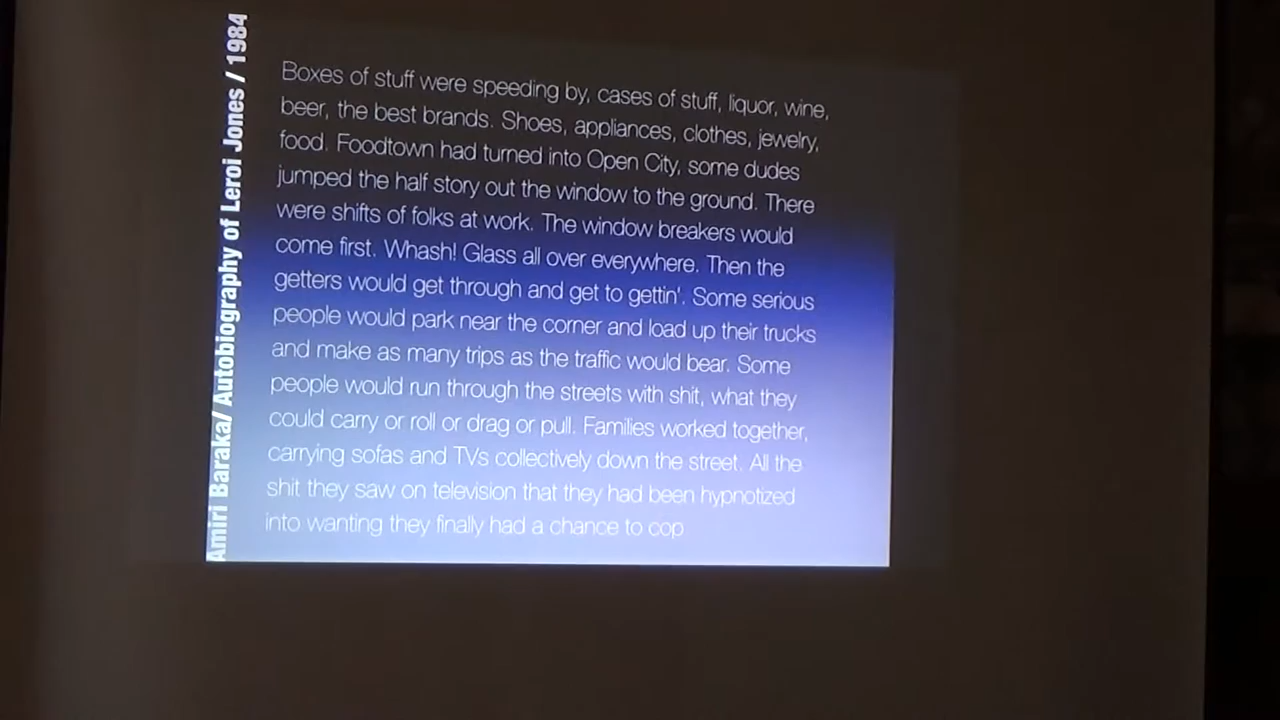 Amiri Baraka/ Autobiography of Leroi Jones / 1984
Boxes of stuff were speeding by, cases of stuff, liquor, wine,
beer, the best brands. Shoes, appliances, clothes, jewelry,
food. Foodtown had turned into Open City, some dudes
jumped the half story out the window to the ground. There
were shifts of folks at work. The window breakers would
come first. Whash! Glass all over everywhere. Then the
getters would get through and get to gettin'. Some serious
people would park near the corner and load up their trucks
and make as many trips as the traffic would bear. Some
people would run through the streets with shit, what they
could carry or roll or drag or pull. Families worked together,
carrying sofas and TVs collectively down the street. All the
shit they saw on television that they had been hypnotized
into wanting they finally had a chance to cop